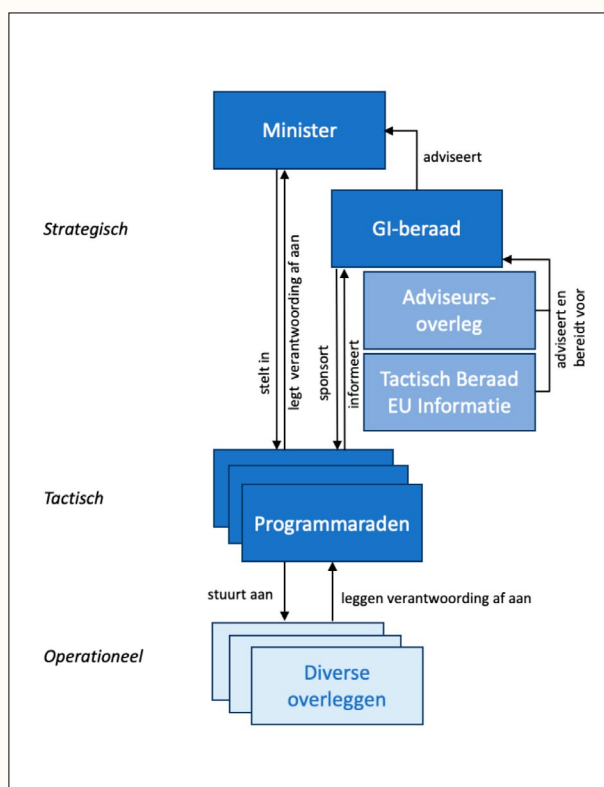 Minister
adviseert
Strategisch
GI-beraad
Adviseurs-
overleg
Tactisch Beraad
EU Informatie
adviseert en
bereidt voor
stelt in
legt verantwoording af aan
sponsort
informeert
Tactisch
Programmaraden
stuurt aan
leggen verantwoording af aan
Operationeel
Diverse
overleggen